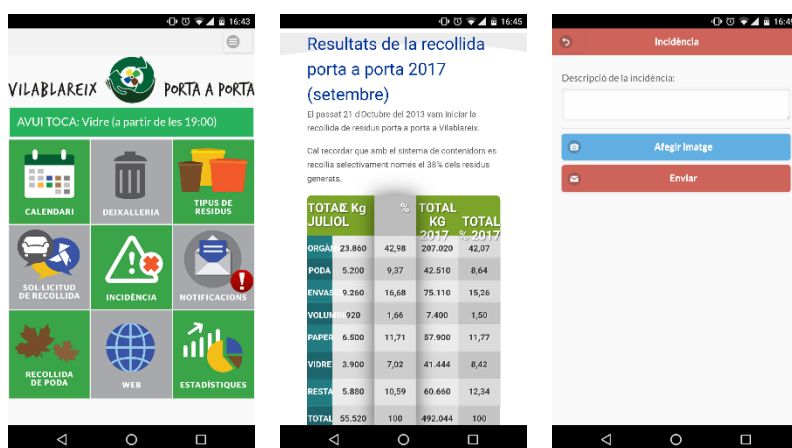 16:43
VILABLAREIX PORTA A PORTA
AVUI TOCA: Vidre (a partir de les 19:00)
CALENDARI
DEIXALLERIA
TIPUS DE
RESIDUS
SOL·LICITUD
DE RECOLLIDA
INCIDÈNCIA
NOTIFICACIONS
RECOLLIDA
DE PODA
WEB
ESTADÍSTIQUES
16:45
Resultats de la recollida
porta a porta 2017
(setembre)
El passat 21 d'Octubre del 2013 vam iniciar la
recollida de residus porta a porta a Vilablareix.
Cal recordar que amb el sistema de contenidors es
recollia selectivament només el 38% dels residus
generats.
Kg % TOTAL
JULIOL KG TOTAL
2017 % 2017
23.860 42,98 207.020 42,07
PODA 5.200 9,37 42.510 8,64
9.260 16,68 75.110 15,26
920 1,66 7.400 1,50
PAPER 6.500 11,71 57.900 11,77
VIDRE 3.900 7,02 41.444 8,42
RESTA 5.880 10,59 60.660 12,34
TOTAL 55.520 100 492.044 100
Incidència
Descripció de la incidència:
Afegir Imatge
Enviar